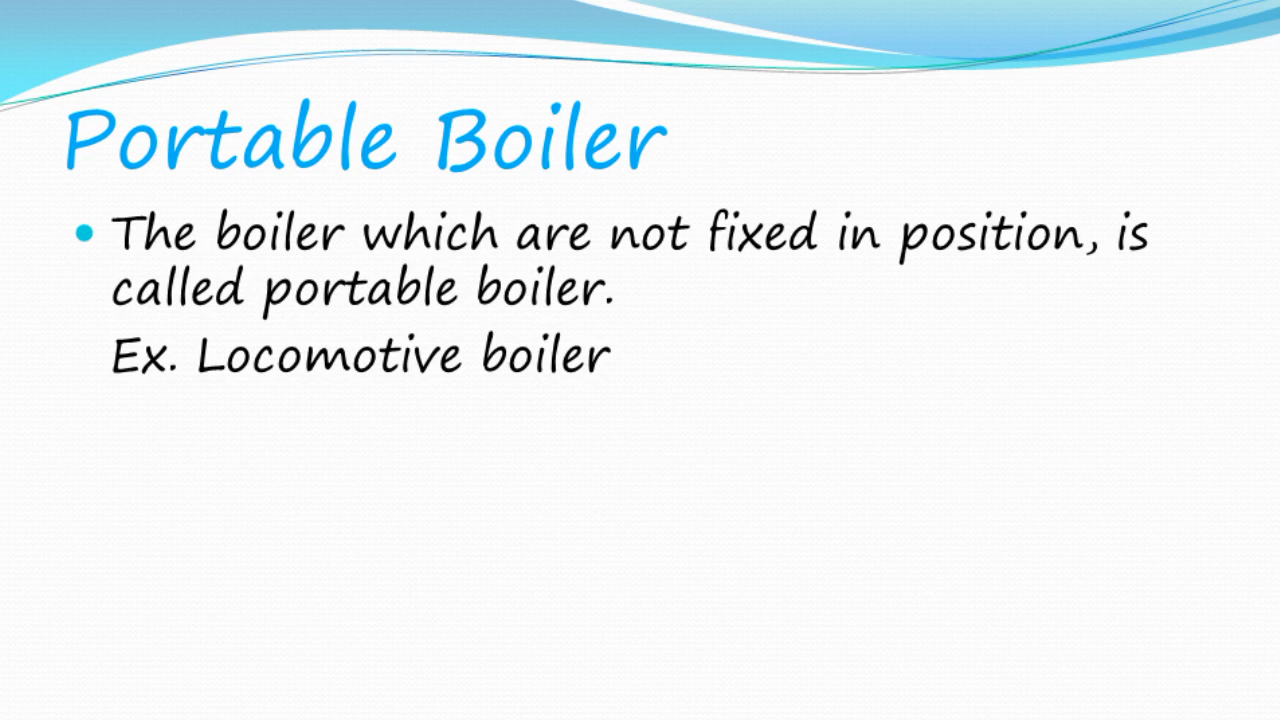 Portable Boiler
• The boiler which are not fixed in position, is
called portable boiler.
Ex. Locomotive boiler